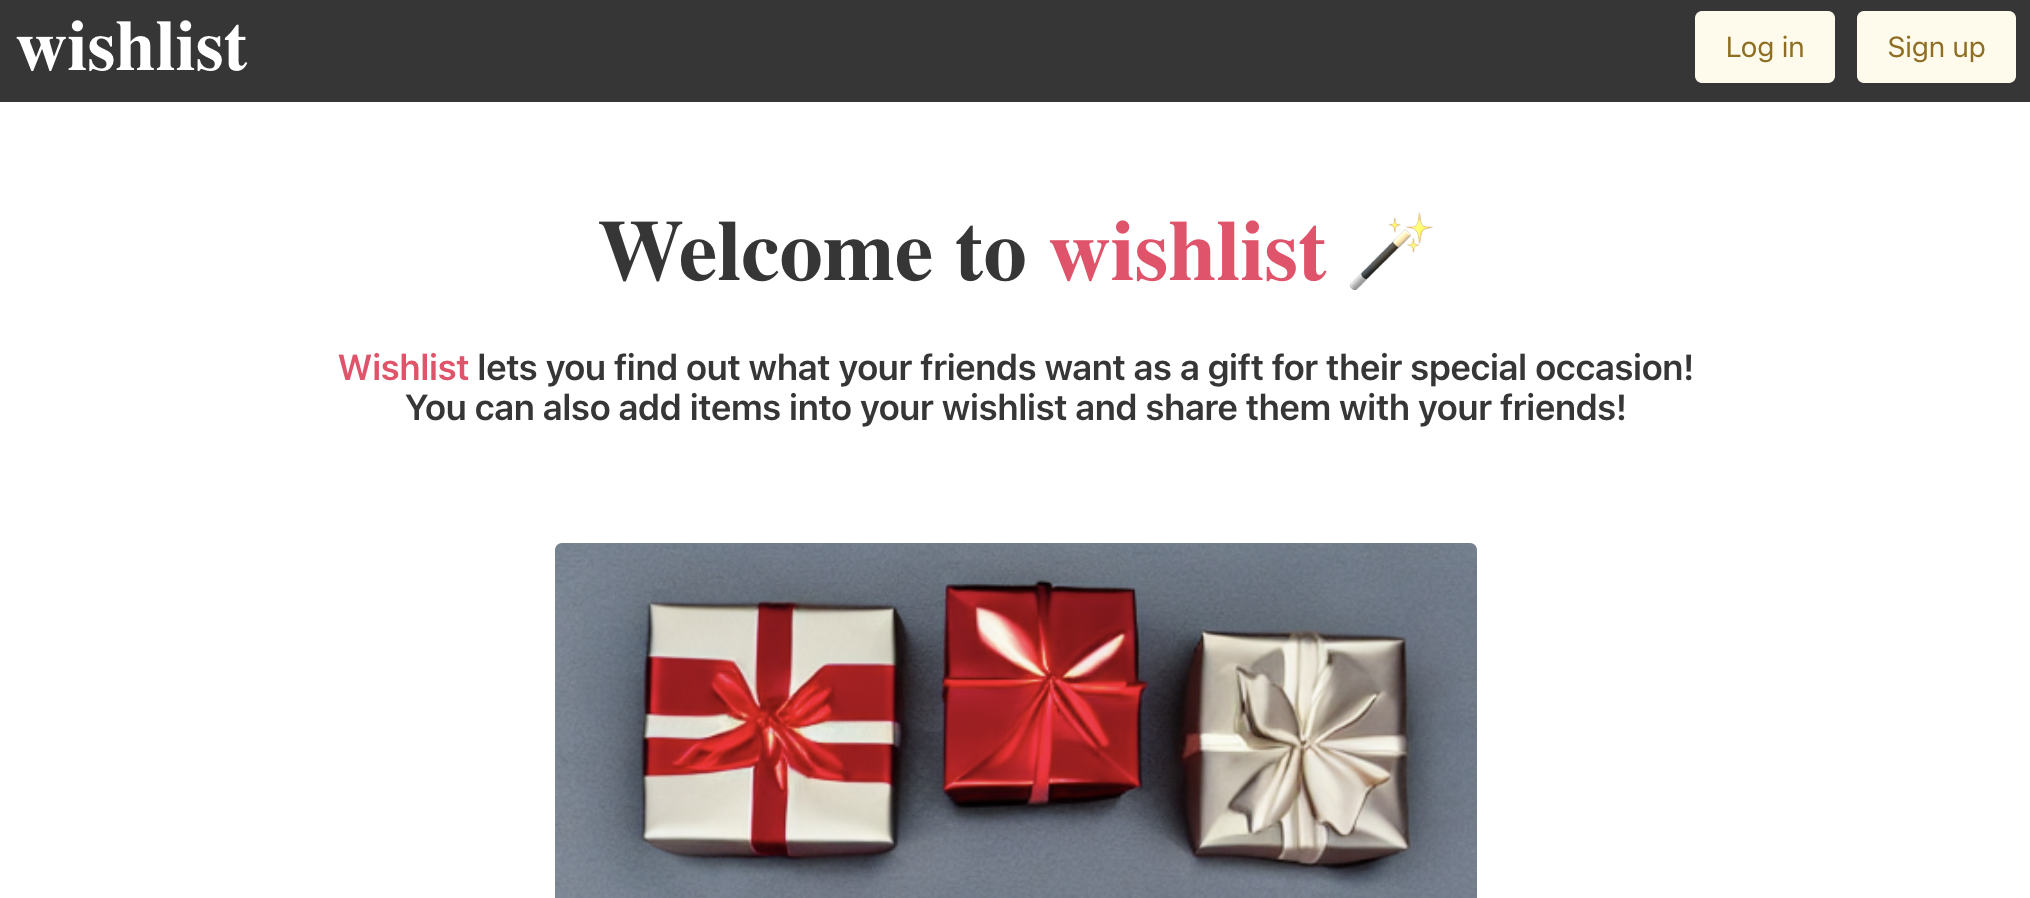 wishlist
Log in
Sign up
Welcome to wishlist
Wishlist lets you find out what your friends want as a gift for their special occasion!
You can also add items into your wishlist and share them with your friends!